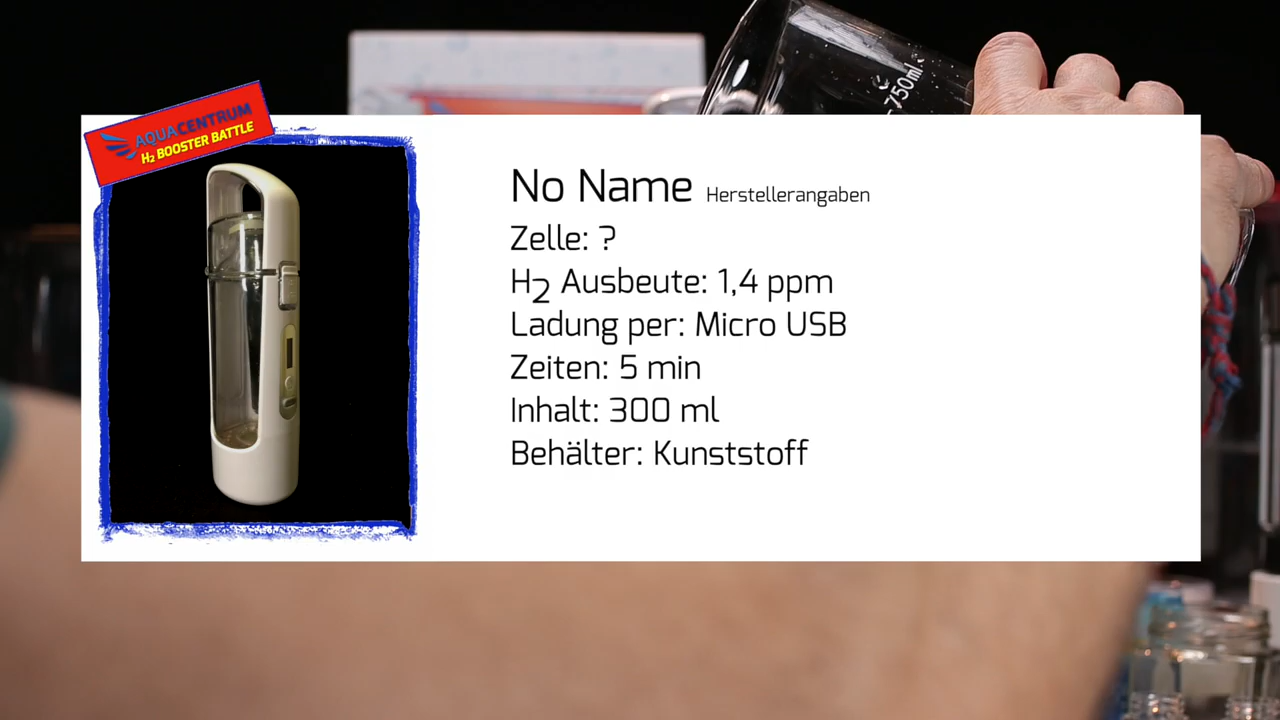 AQUACENTRUM
H₂ BOOSTER BATTLE
750ml
No Name Herstellerangaben
Zelle: ?
H₂ Ausbeute: 1,4 ppm
Ladung per: Micro USB
Zeiten: 5 min
Inhalt: 300 ml
Behälter: Kunststoff